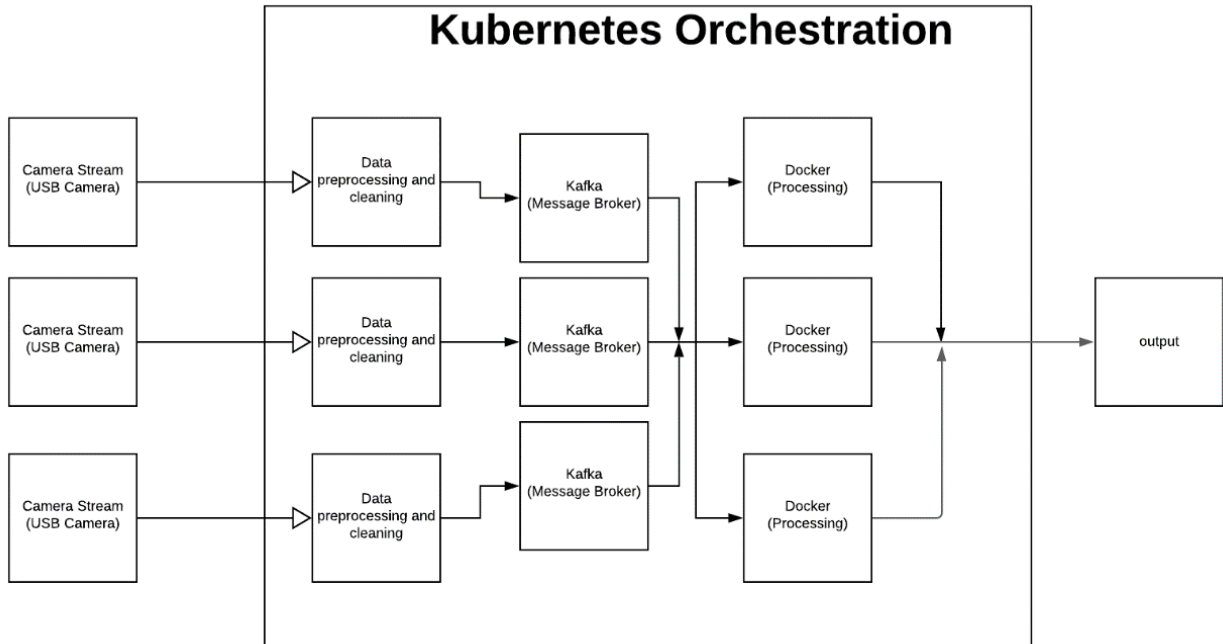 Kubernetes Orchestration
Camera Stream
(USB Camera)
Data
preprocessing and
cleaning
Kafka
(Message Broker)
Docker
(Processing)
Camera Stream
(USB Camera)
Data
preprocessing and
cleaning
Kafka
(Message Broker)
Docker
(Processing)
output
Camera Stream
(USB Camera)
Data
preprocessing and
cleaning
Kafka
(Message Broker)
Docker
(Processing)